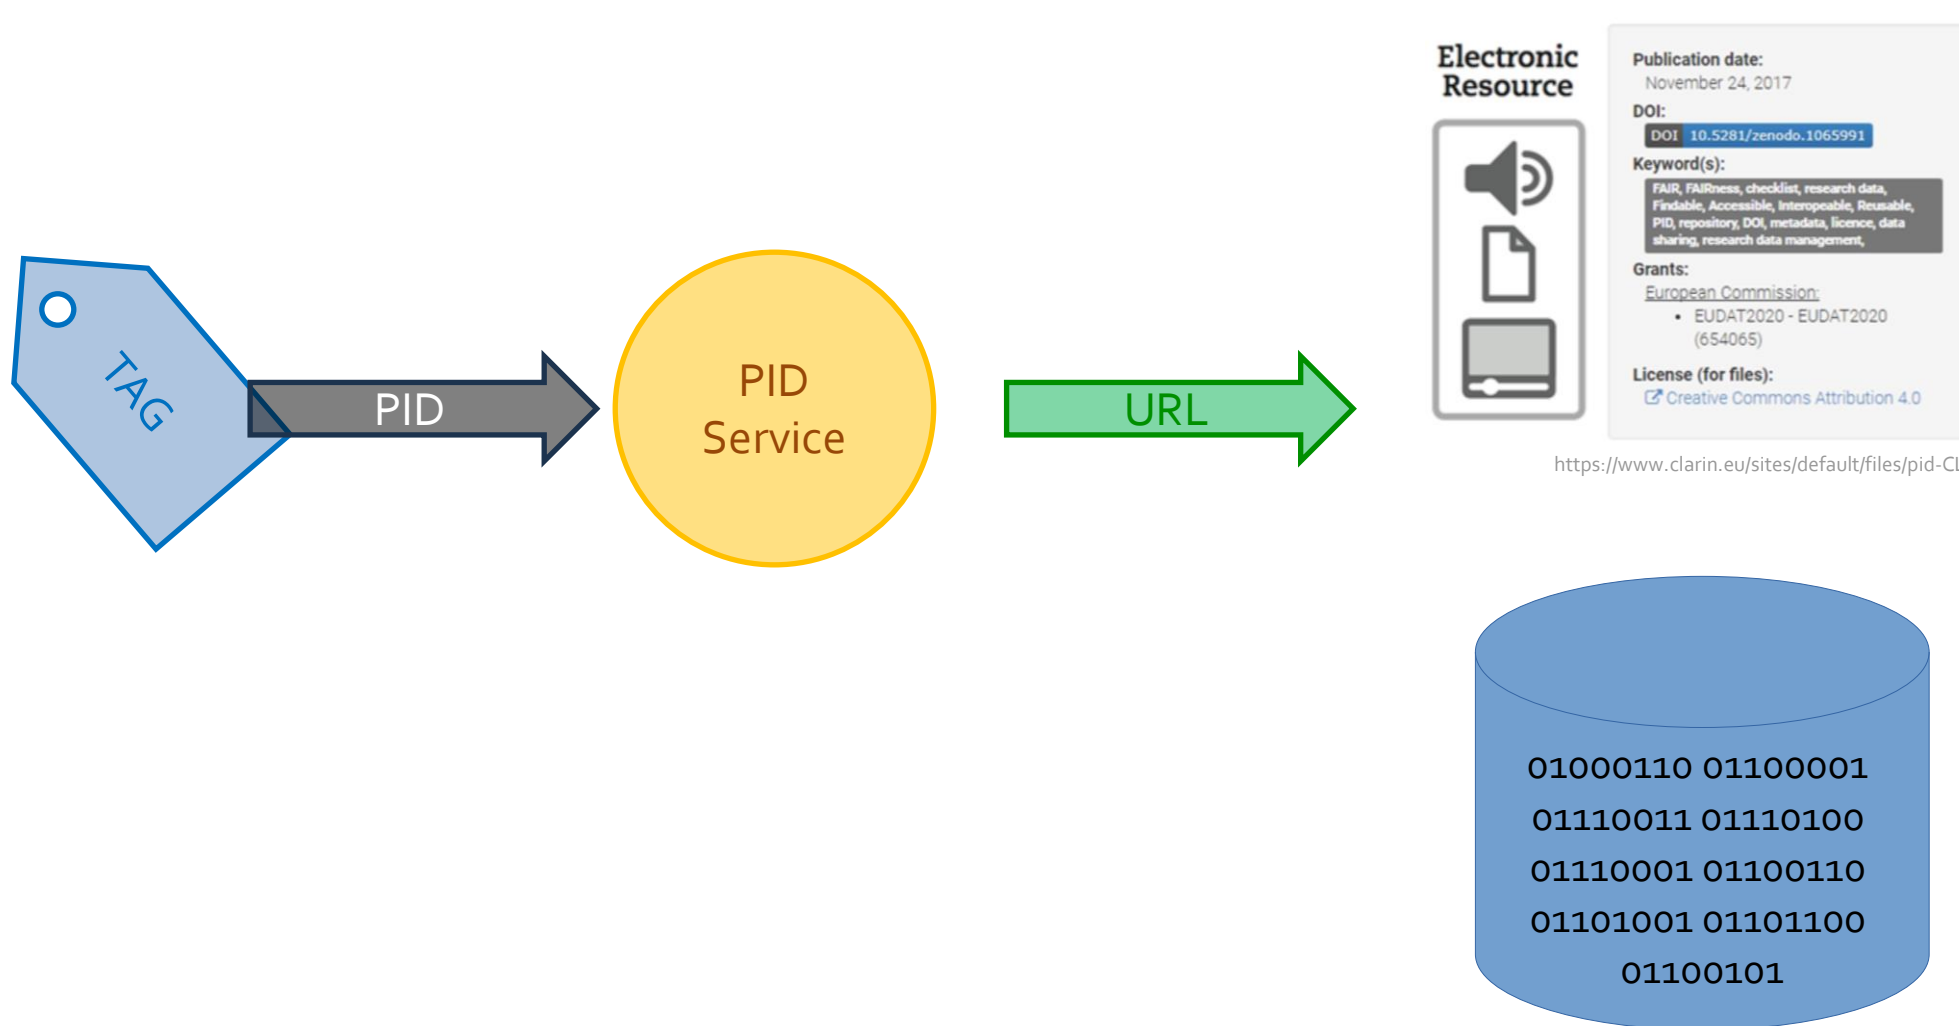 TAG
PID
PID
Service
URL
Electronic
Resource
Publication date:
November 24, 2017
DOI:
DOI 10.5281/zenodo.1065991
Keyword(s):
FAIR, FAIRness, checklist, research data,
Findable, Accessible, Interopeable, Reusable,
PID, repository, DOI, metadata, licence, data
sharing, research data management,
Grants:
European Commission:
• EUDAT2020 - EUDAT2020
(654065)
License (for files):
Creative Commons Attribution 4.0
https://www.clarin.eu/sites/default/files/pid-CL
01000110 01100001
01110011 01110100
01110001 01100110
01101001 01101100
01100101